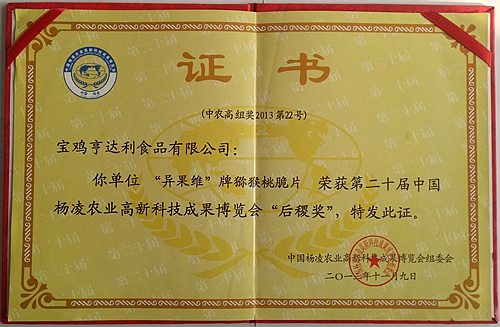 证书
(中农高组奖2013第22号)
宝鸡亨达利食品有限公司：
你单位 “异果维”牌猕猴桃脆片 荣获第二十届中国
杨凌农业高新科技成果博览会“后稷奖”，特发此证。
中国杨凌农业高新科技成果博览会组委会
二〇一三年十一月九日